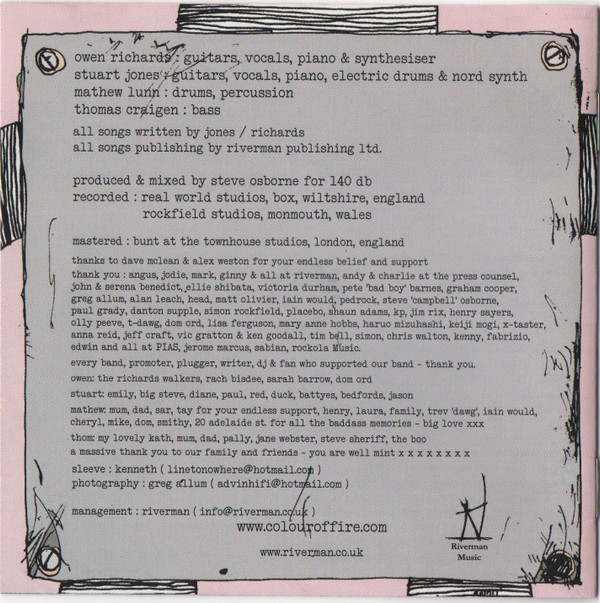 owen richards : guitars, vocals, piano & synthesiser
stuart jones : guitars, vocals, piano, electric drums & nord synth
mathew lunn : drums, percussion
thomas craigen : bass
all songs written by jones / richards
all songs publishing by riverman publishing ltd.
produced & mixed by steve osborne for 140 db
recorded : real world studios, box, wiltshire, england
rockfield studios, monmouth, wales
mastered : bunt at the townhouse studios, london, england
thanks to dave mclean & alex weston for your endless belief and support
thank you : angus, jodie, mark, ginny & all at riverman, andy & charlie at the press counsel,
john & serena benedict, ellie shibata, victoria durham, pete 'bad boy' barnes, graham cooper,
greg allum, alan leach, head, matt olivier, iain would, pedrock, steve 'campbell' osborne,
paul grady, danton supple, simon rockfield, placebo, shaun adams, kp, jim rix, henry sayers,
olly peeve, t-dawg, dom ord, lisa ferguson, mary anne hobbs, haruo mizuhashi, keiji mogi, x-taster,
anna reid, jeff craft, vic gratton & ken goodall, tim bell, simon, chris walton, kenny, fabrizio,
edwin and all at PIAS, jerome marcus, sabian, rockola Music.
every band, promoter, plugger, writer, dj & fan who supported our band - thank you.
owen: the richards walkers, rach bisdee, sarah barrow, dom ord
stuart: emily, big steve, diane, paul, red, duck, battyes, bedfords, jason
mathew: mum, dad, sar, tay for your endless support, henry, laura, family, trev 'dawg', iain would,
cheryl, mike, dom, smithy, 20 adelaide st for all the baddass memories - big love xxx
thom: my lovely kath, mum, dad, pally, jane webster, steve sheriff, the boo
a massive thank you to our family and friends - you are well mint x x x x x x x x
sleeve : kenneth ( linetonowhere@hotmail.com )
photography : greg allum ( advinhifi@hotmail.com )
management : riverman ( info@riverman.co.uk )
www.colouroffire.com
www.riverman.co.uk
Riverman
Music